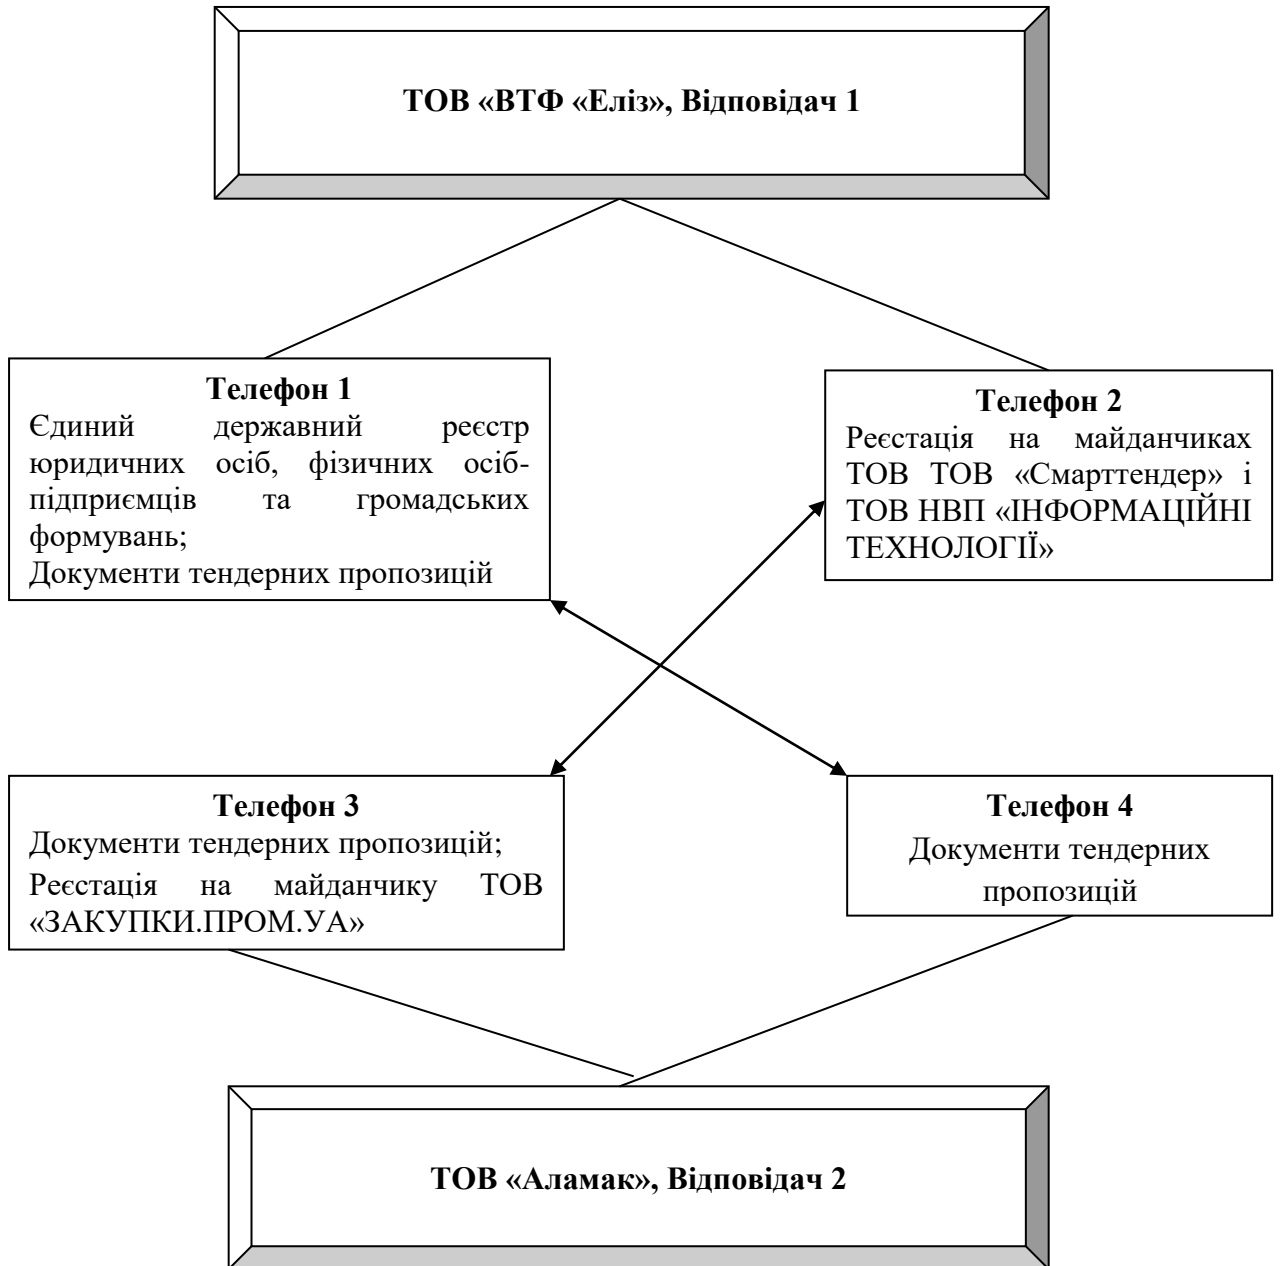 ТОВ «ВТФ «Еліз», Відповідач 1
Телефон 1
Єдиний державний реєстр
юридичних осіб, фізичних осіб-
підприємців та громадських
формувань;
Документи тендерних пропозицій
Телефон 2
Реєстація на майданчиках
ТОВ ТОВ «Смарттендер» і
ТОВ НВП «ІНФОРМАЦІЙНІ
ТЕХНОЛОГІЇ»
Телефон 3
Документи тендерних пропозицій;
Реєстація на майданчику ТОВ
«ЗАКУПКИ.ПРОМ.УА»
Телефон 4
Документи тендерних
пропозицій
ТОВ «Аламак», Відповідач 2